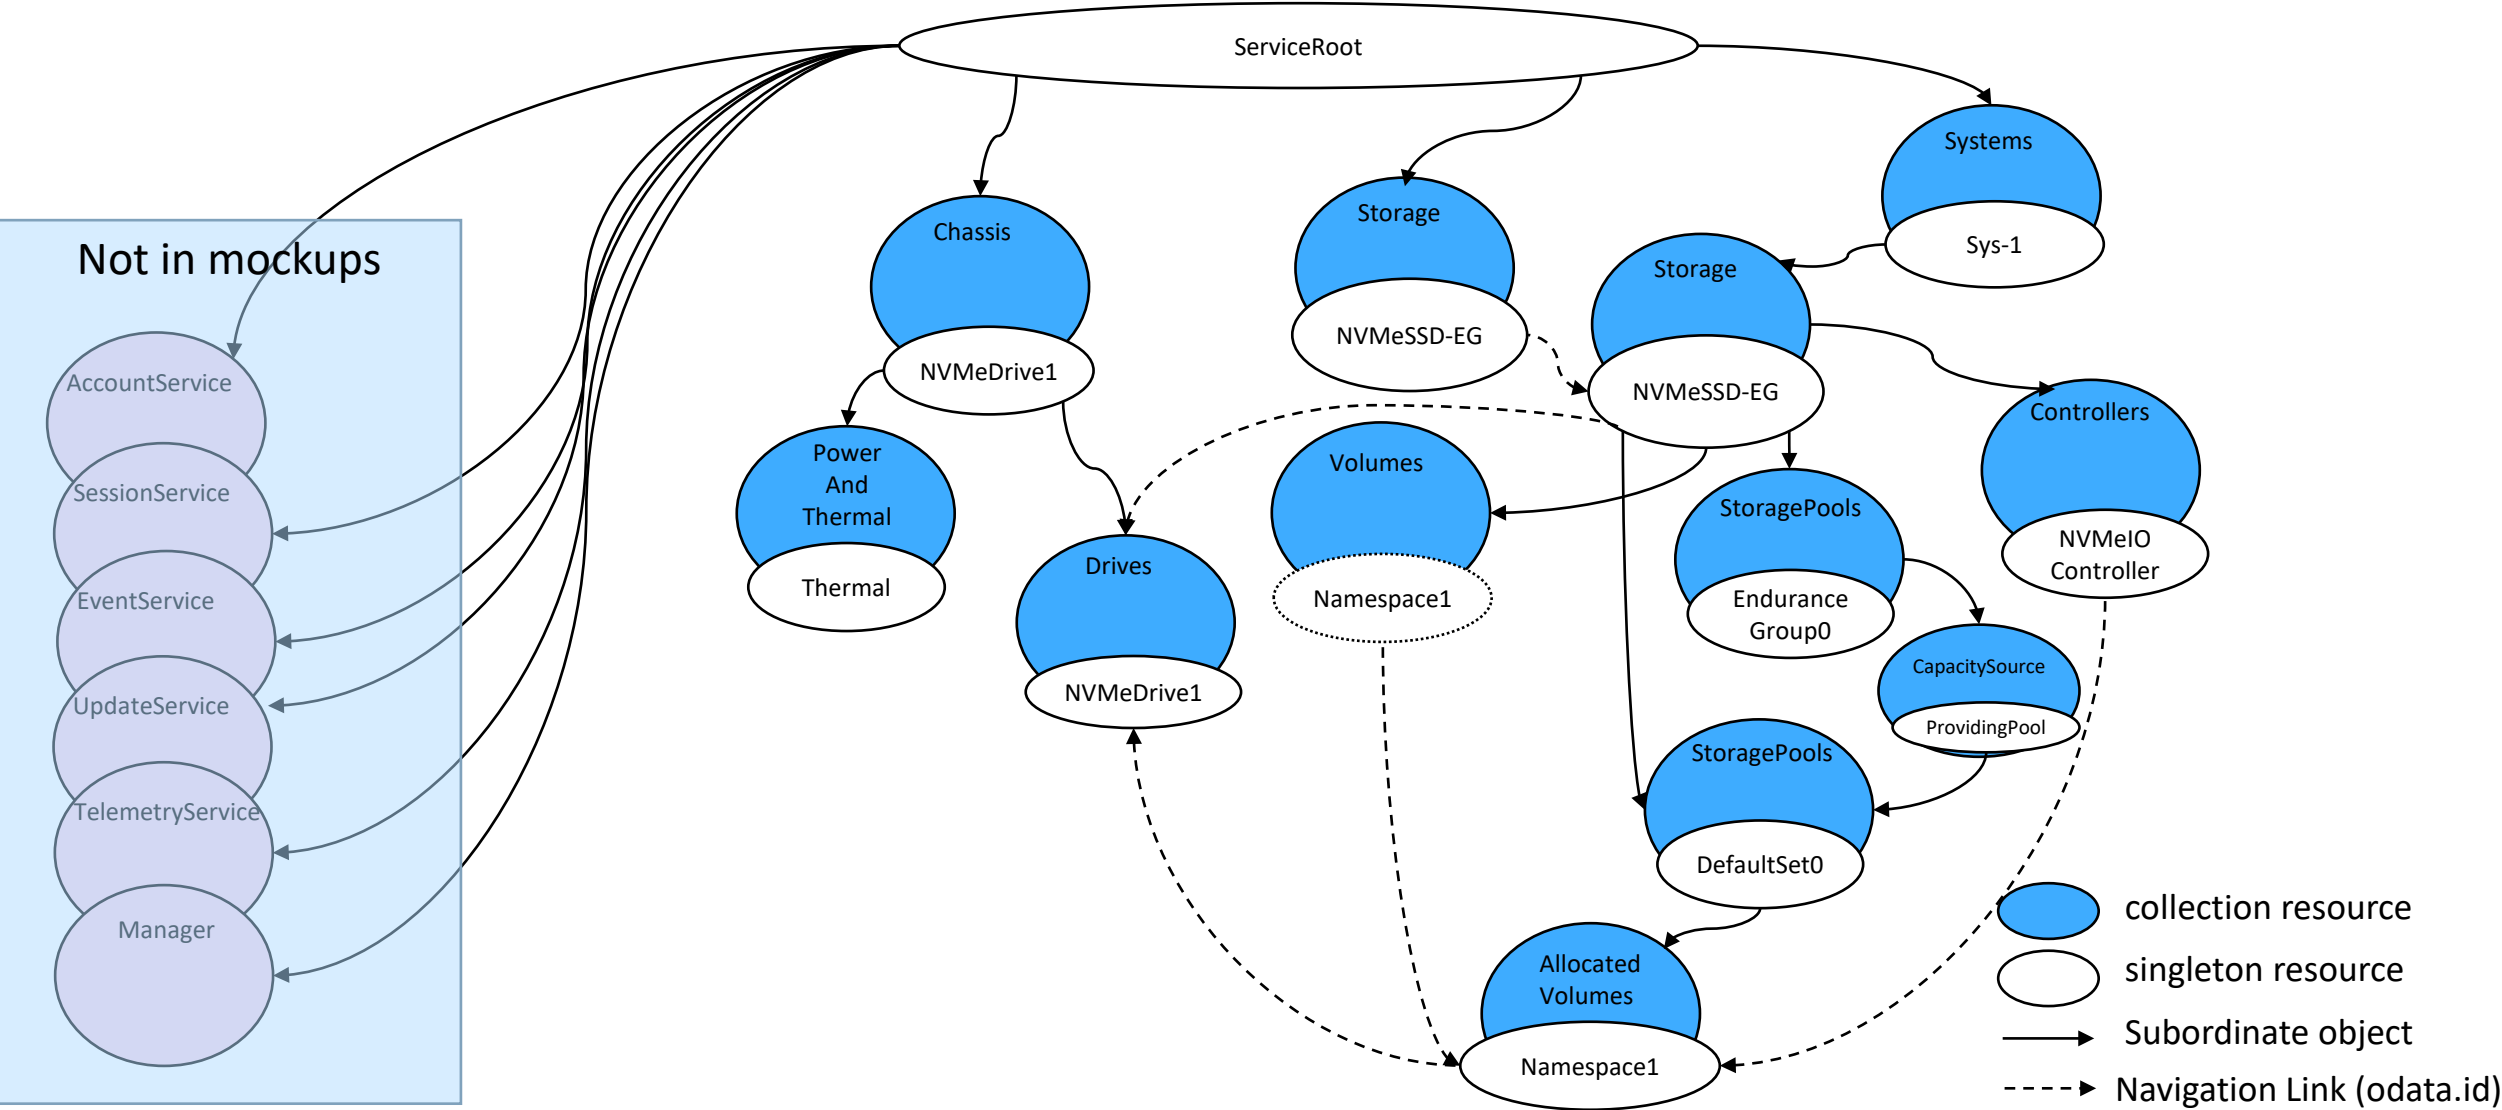 ServiceRoot
Systems
Sys-1
Storage
NVMeSSD-EG
Chassis
NVMeDrive1
Storage
NVMeSSD-EG
Not in mockups
AccountService
SessionService
EventService
UpdateService
TelemetryService
Manager
Power
And
Thermal
Thermal
Drives
NVMeDrive1
Volumes
Namespace1
StoragePools
Endurance
Group0
Controllers
NVMeIO
Controller
CapacitySource
ProvidingPool
StoragePools
DefaultSet0
Allocated
Volumes
Namespace1
collection resource
singleton resource
Subordinate object
Navigation Link (odata.id)